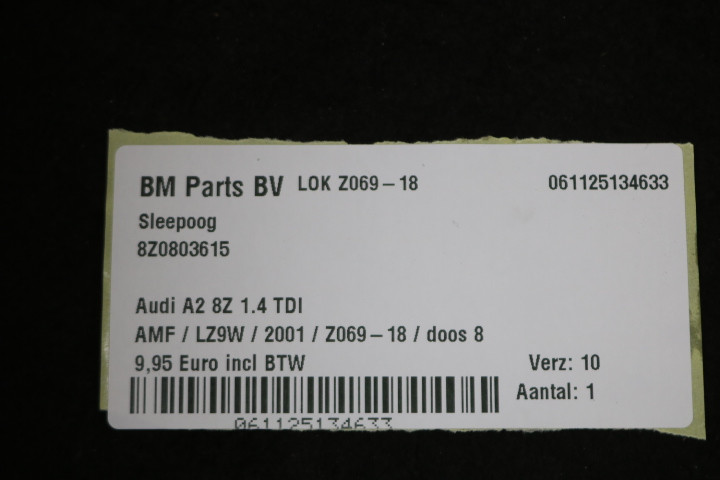 BM Parts BV LOK Z069-18 061125134633
Sleepoog
8Z0803615
Audi A2 8Z 1.4 TDI
AMF / LZ9W / 2001 / Z069-18 / doos 8
9,95 Euro incl BTW Verz: 10
Aantal: 1
061125134633